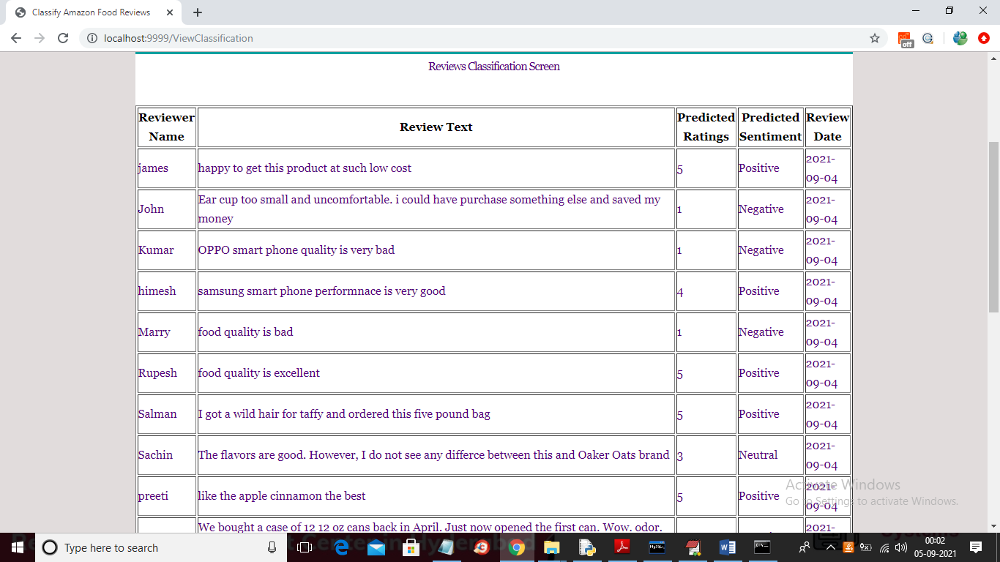 Classify Amazon Food Reviews
localhost:9999/ViewClassification
off
Reviews Classification Screen
Reviewer Name Review Text Predicted Ratings Predicted Sentiment Review Date
james happy to get this product at such low cost 5 Positive 2021-09-04
John Ear cup too small and uncomfortable. i could have purchase something else and saved my money 1 Negative 2021-09-04
Kumar OPPO smart phone quality is very bad 1 Negative 2021-09-04
himesh samsung smart phone performnace is very good 4 Positive 2021-09-04
Marry food quality is bad 1 Negative 2021-09-04
Rupesh food quality is excellent 5 Positive 2021-09-04
Salman I got a wild hair for taffy and ordered this five pound bag 5 Positive 2021-09-04
Sachin The flavors are good. However, I do not see any differce between this and Oaker Oats brand 3 Neutral 2021-09-04
preeti like the apple cinnamon the best 5 Positive 2021-09-04
We bought a case of 12 12 oz cans back in April. Just now opened the first can. Wow. odor. 2021-
Activate Windows
Go to Settings to activate Windows.
Type here to search
00:02
05-09-2021